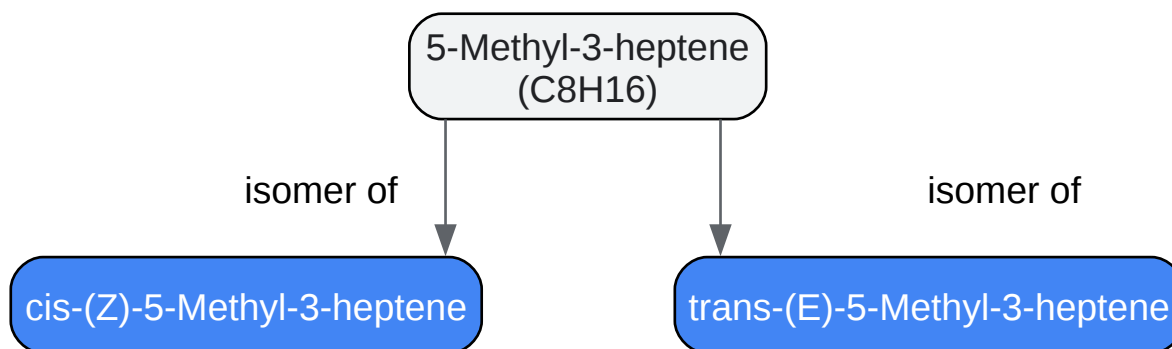 5-Methyl-3-heptene
(C8H16)
isomer of
isomer of
cis-(Z)-5-Methyl-3-heptene
trans-(E)-5-Methyl-3-heptene